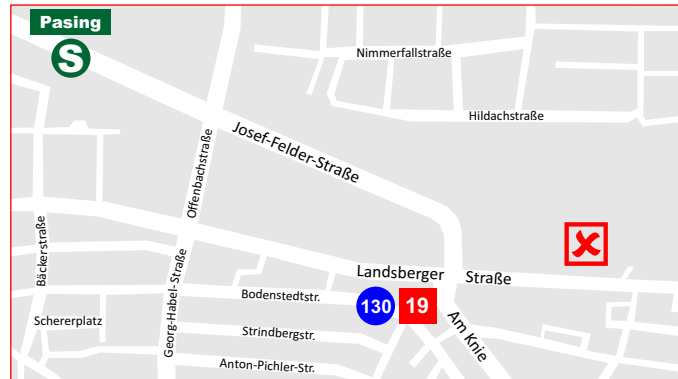 Pasing
S
Nimmerfallstraße
Hildachstraße
Josef-Felder-Straße
Offenbachstraße
Bäckerstraße
Landsberger Straße
Georg-Habel-Straße
Bodenstedtstr.
130
19
Am Knie
Schererplatz
Strindbergstr.
Anton-Pichler-Str.